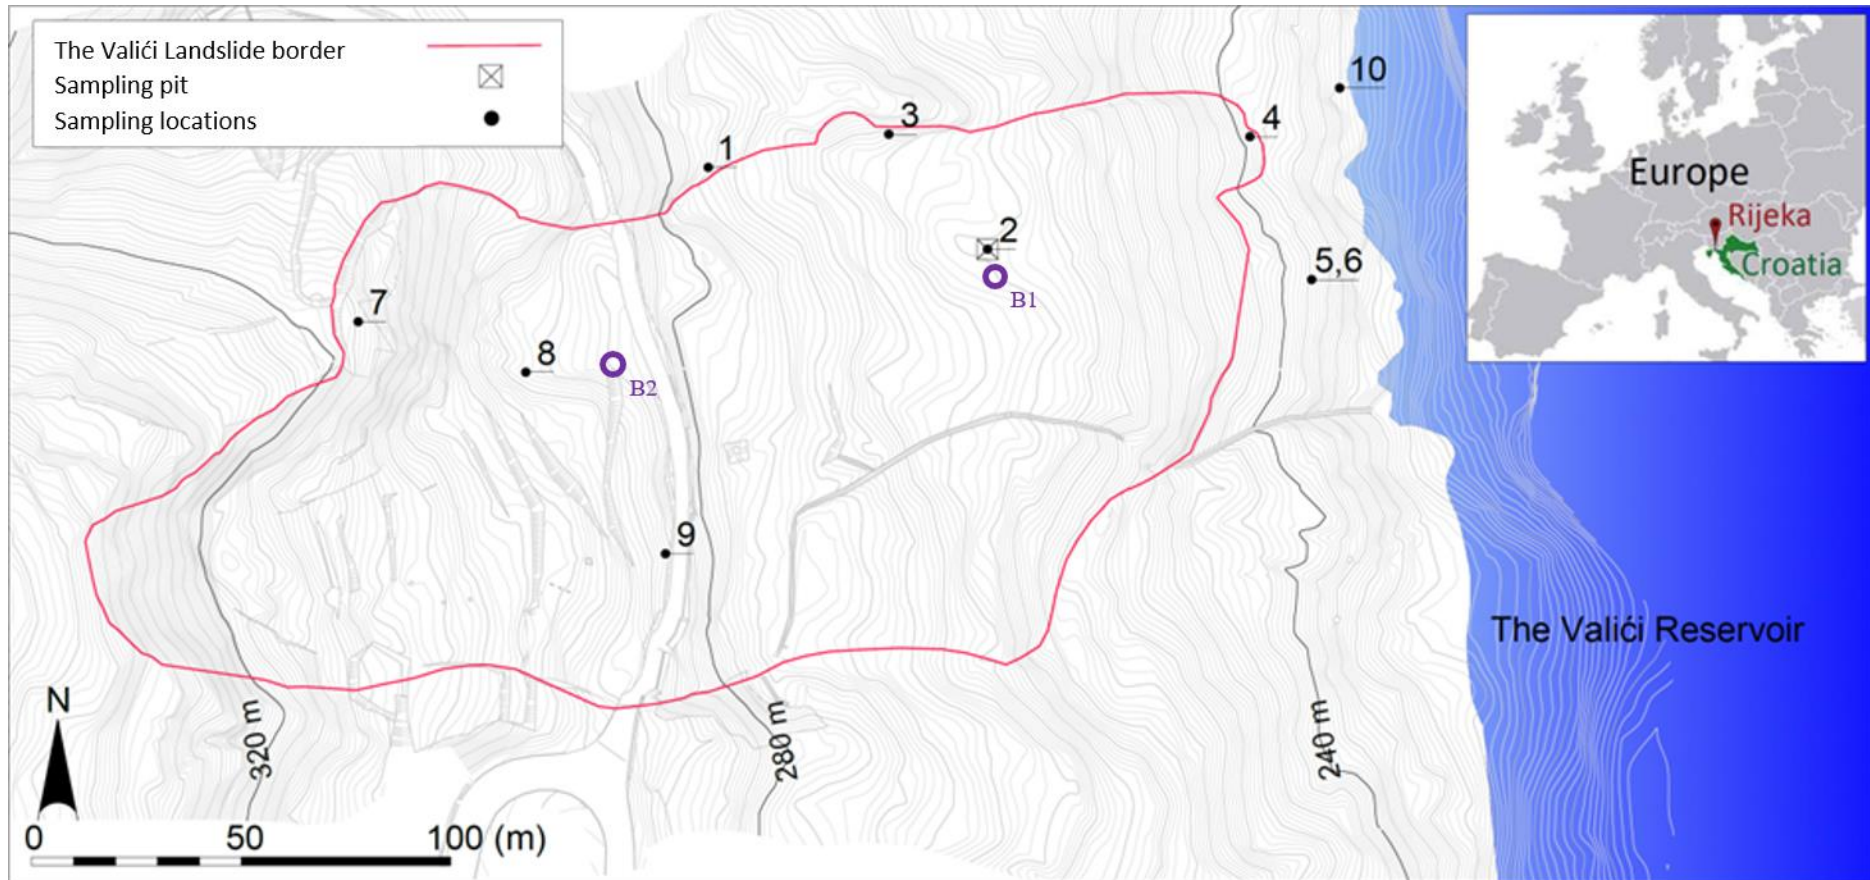 The Valići Landslide border
Sampling pit
Sampling locations
10
3
4
1
2
Europe
Rijeka
Croatia
5,6
B1
7
8
B2
9
The Valići Reservoir
N
320 m
280 m
240 m
0 50 100 (m)